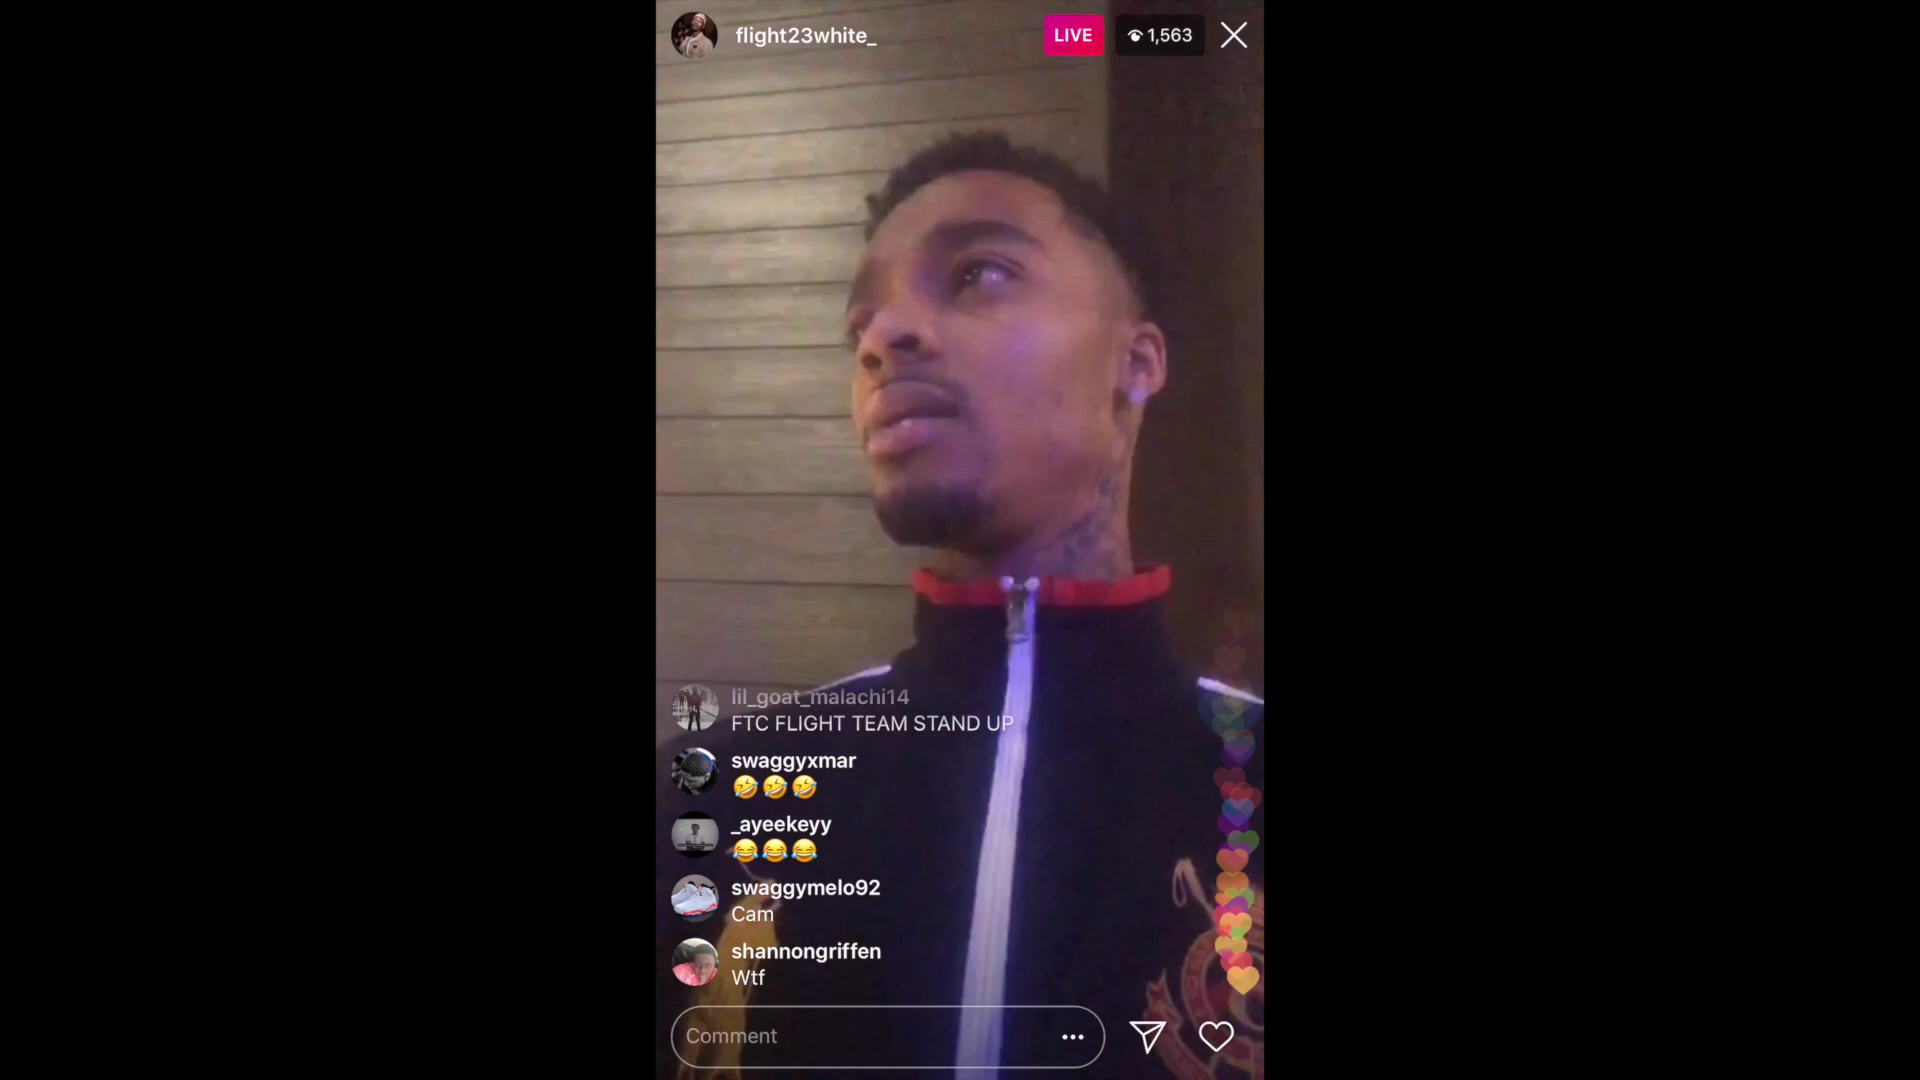 flight23white_
LIVE
1,563
lil_goat_malachi14
FTC FLIGHT TEAM STAND UP
swaggyxmar
🤣🤣🤣
_ayeekeyy
😂😂😂
swaggymelo92
Cam
shannongriffen
Wtf
Comment